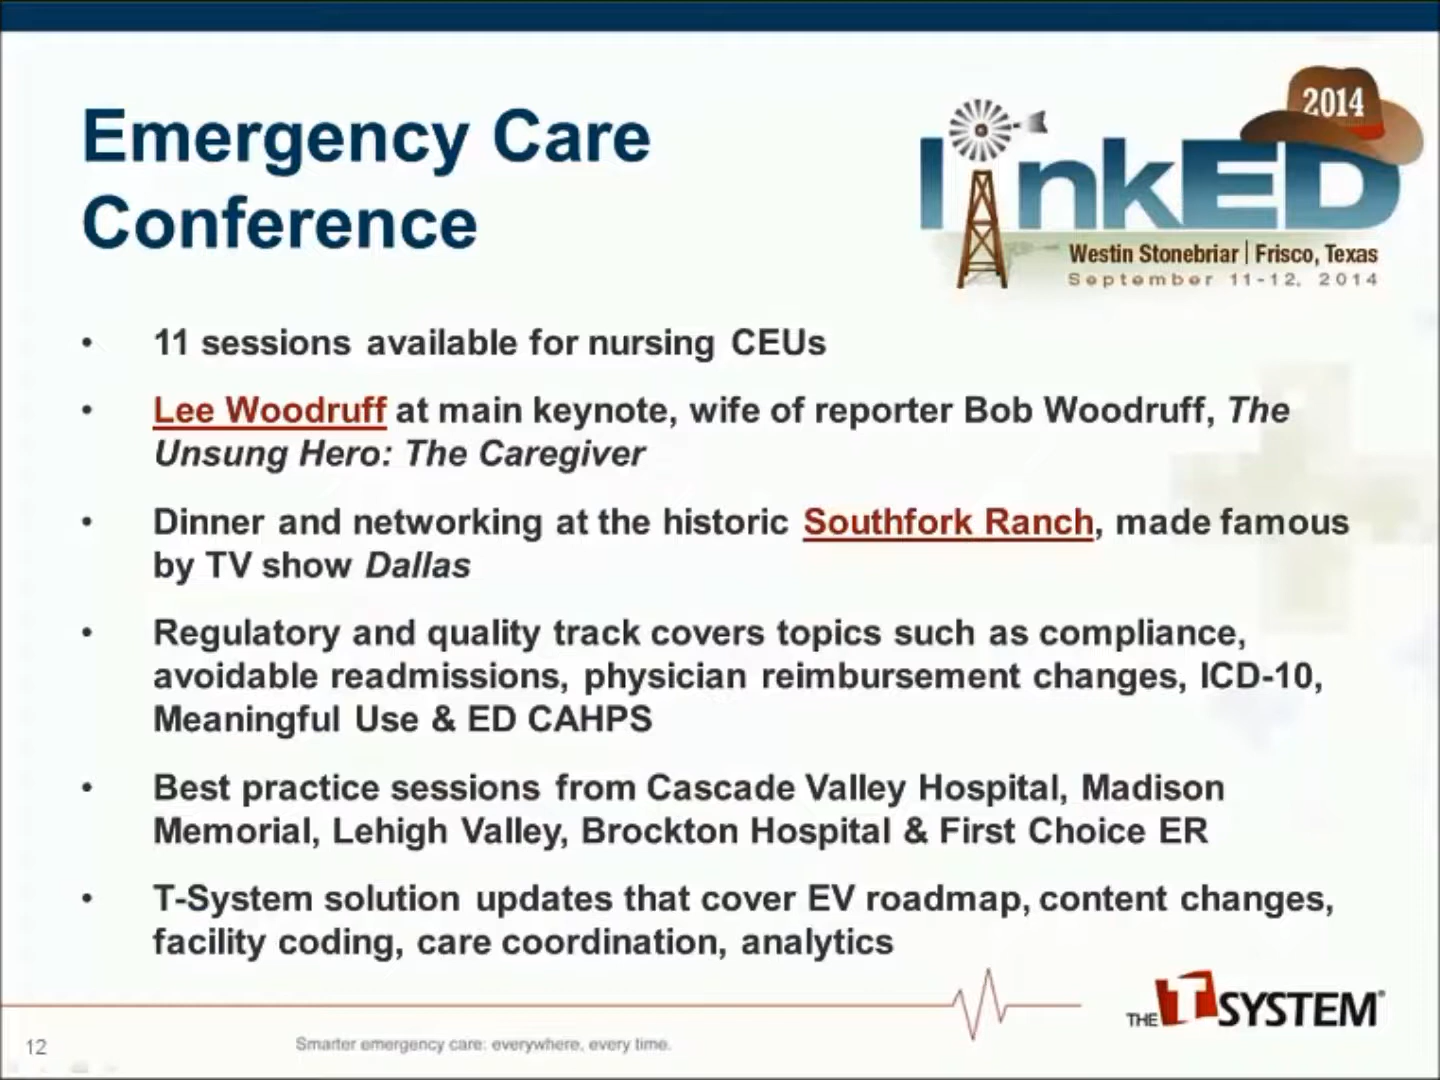 Emergency Care
Conference
2014
linkED
Westin Stonebriar | Frisco, Texas
September 11-12, 2014
• 11 sessions available for nursing CEUs
• Lee Woodruff at main keynote, wife of reporter Bob Woodruff, The
Unsung Hero: The Caregiver
• Dinner and networking at the historic Southfork Ranch, made famous
by TV show Dallas
• Regulatory and quality track covers topics such as compliance,
avoidable readmissions, physician reimbursement changes, ICD-10,
Meaningful Use & ED CAHPS
• Best practice sessions from Cascade Valley Hospital, Madison
Memorial, Lehigh Valley, Brockton Hospital & First Choice ER
• T-System solution updates that cover EV roadmap, content changes,
facility coding, care coordination, analytics
THE T SYSTEM®
12
Smarter emergency care: everywhere, every time.